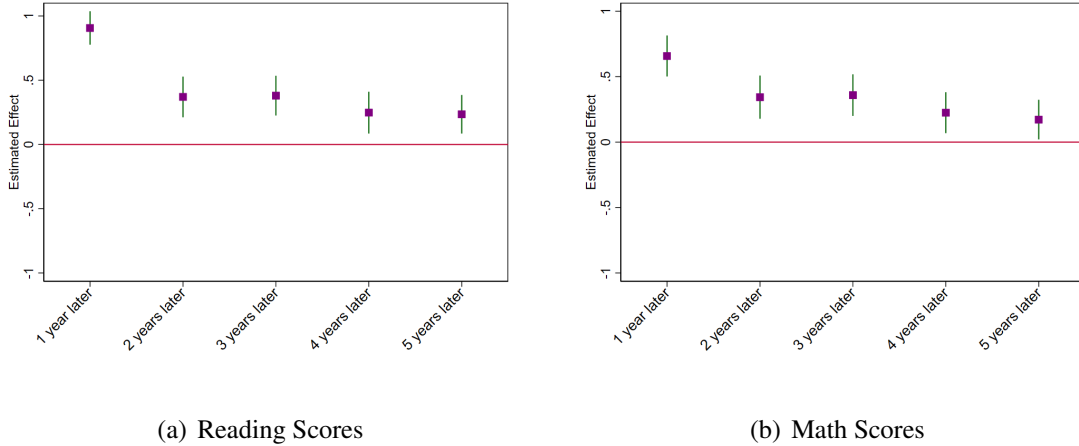 Estimated Effect
1
.5
0
-.5
-1
1 year later
2 years later
3 years later
4 years later
5 years later
(a) Reading Scores
Estimated Effect
1
.5
0
-.5
-1
1 year later
2 years later
3 years later
4 years later
5 years later
(b) Math Scores